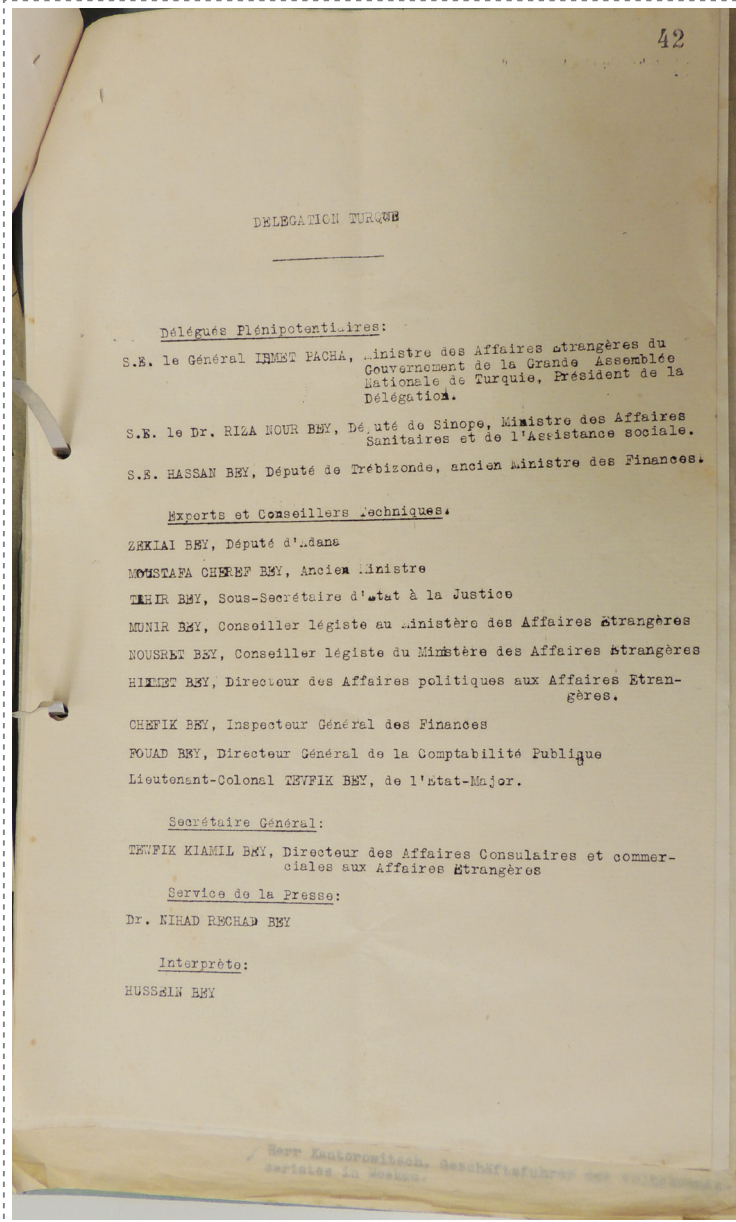 42
DELEGATION TURQUE
Délégués Plénipotentiaires:
S.E. le Général ISMET PACHA, Ministre des Affaires Etrangères du
Gouvernement de la Grande Assemblée
Nationale de Turquie, Président de la
Délégation.
S.E. le Dr. RIZA NOUR BEY, Député de Sinope, Ministre des Affaires
Sanitaires et de l'Assistance sociale.
S.E. HASSAN BEY, Député de Trébizonde, ancien Ministre des Finances.
Experts et Conseillers Techniques.
ZEKIAI BEY, Député d'Adana
MOUSTAFA CHEREF BEY, Ancien Ministre
TAHIR BEY, Sous-Secrétaire d'Etat à la Justice
MUNIR BEY, Conseiller légiste au Ministère des Affaires Etrangères
NOUSRET BEY, Conseiller légiste du Ministère des Affaires Etrangères
HIKMET BEY, Directeur des Affaires politiques aux Affaires Etran-
gères.
CHEFIK BEY, Inspecteur Général des Finances
FOUAD BEY, Directeur Général de la Comptabilité Publique
Lieutenant-Colonel TEVFIK BEY, de l'Etat-Major.
Secrétaire Général:
TEVFIK KIAMIL BEY, Directeur des Affaires Consulaires et commer-
ciales aux Affaires Etrangères
Service de la Presse:
Dr. NIHAD RECHAD BEY
Interprète:
HUSSEIN BEY
Herr Kantorowitsch, Geschäftsführer des
in Moskau.